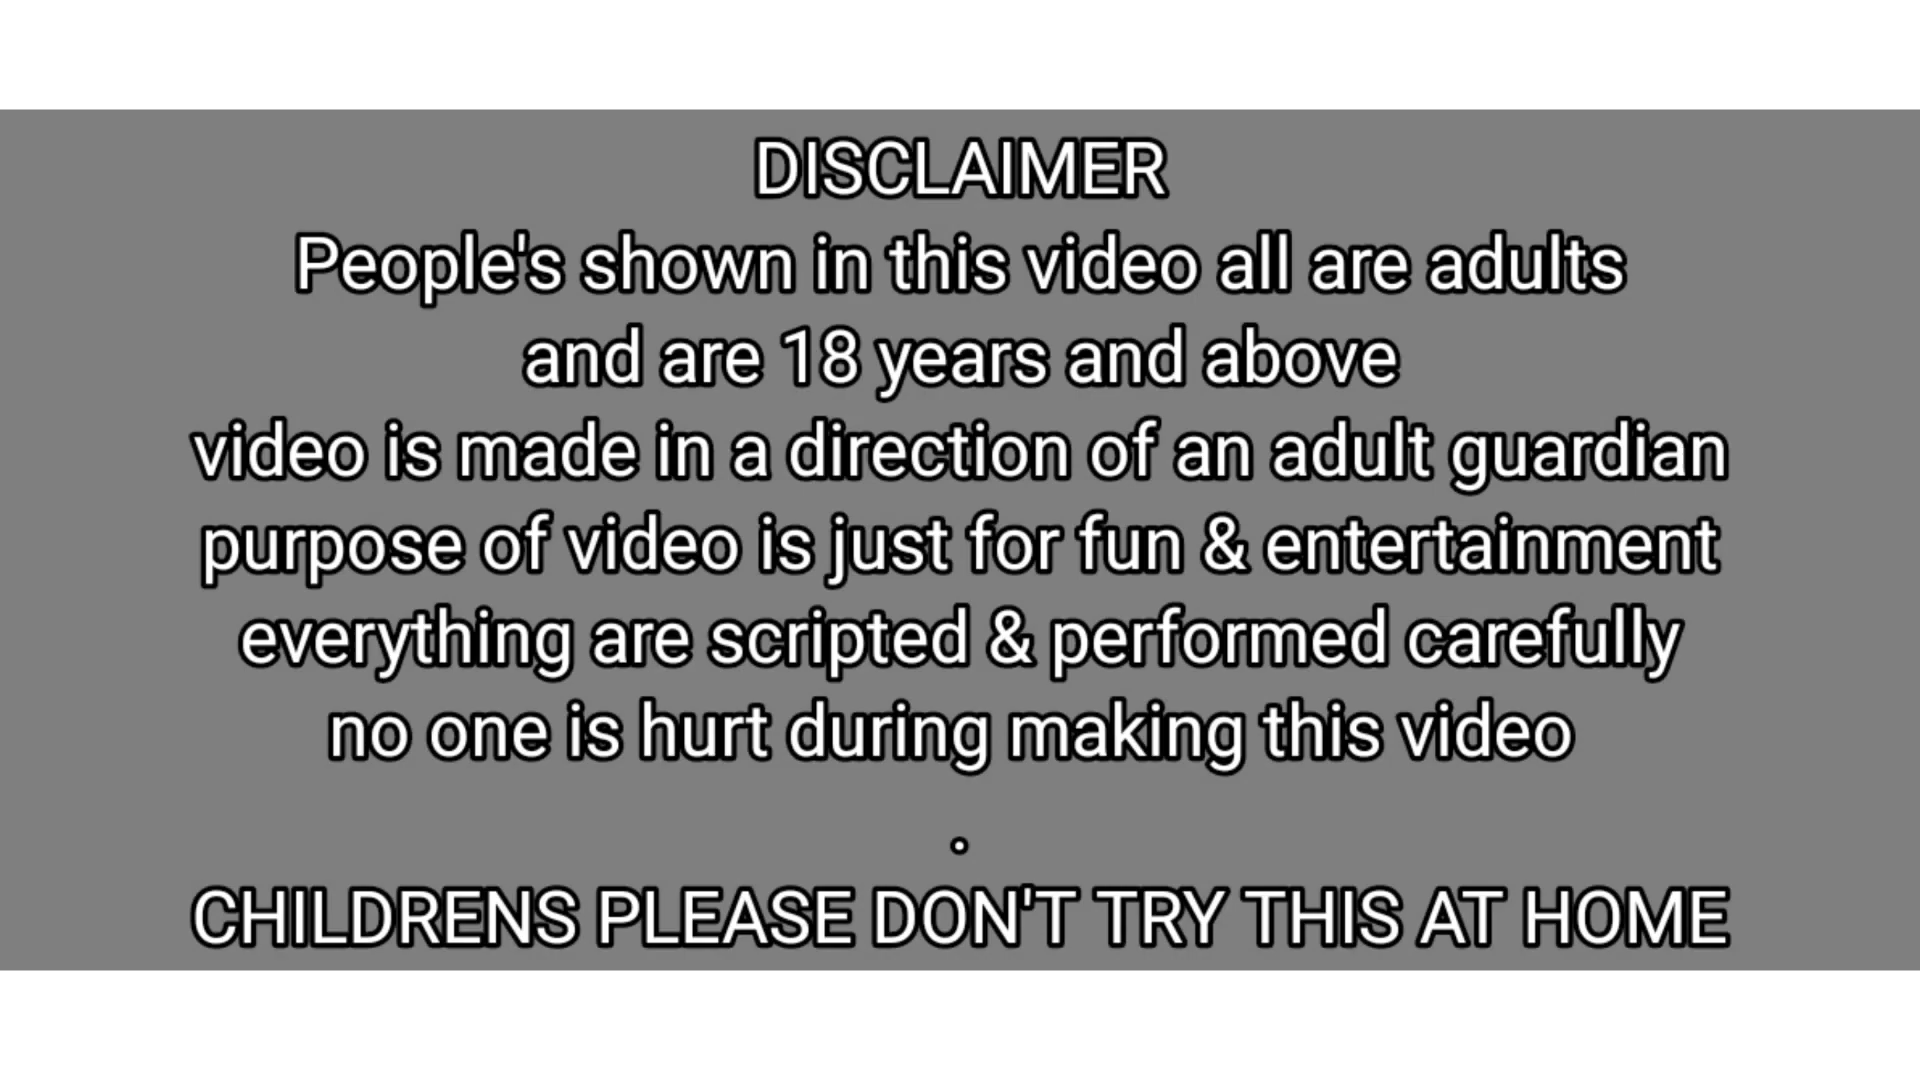 DISCLAIMER
People's shown in this video all are adults
and are 18 years and above
video is made in a direction of an adult guardian
purpose of video is just for fun & entertainment
everything are scripted & performed carefully
no one is hurt during making this video
.
CHILDRENS PLEASE DON'T TRY THIS AT HOME